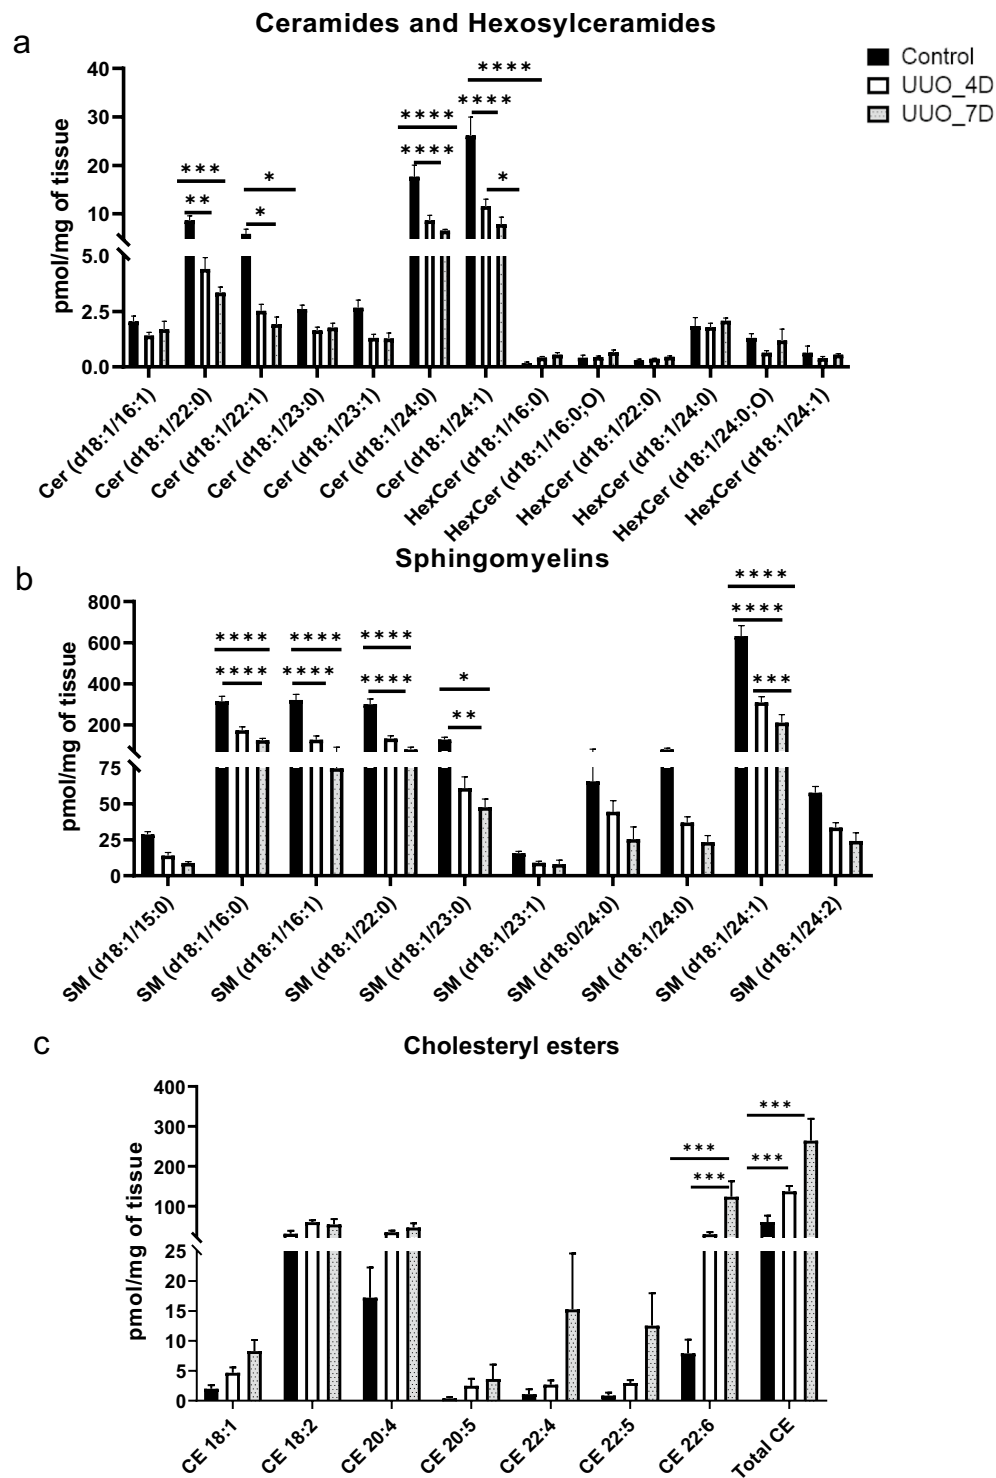 Ceramides and Hexosylceramides
a
Control
UUO_4D
UUO_7D
pmol/mg of tissue
40
30
20
10
5.0
2.5
0.0
****
****
****
****
*
***
**
*
*
Cer (d18:1/16:1)
Cer (d18:1/22:0)
Cer (d18:1/22:1)
Cer (d18:1/23:0)
Cer (d18:1/23:1)
Cer (d18:1/24:0)
Cer (d18:1/24:1)
HexCer (d18:1/16:0)
HexCer (d18:1/16:0;O)
HexCer (d18:1/22:0)
HexCer (d18:1/24:0)
HexCer (d18:1/24:0;O)
HexCer (d18:1/24:1)
Sphingomyelins
b
pmol/mg of tissue
800
600
400
200
75
50
25
0
****
****
****
****
****
****
*
**
****
****
***
SM (d18:1/15:0)
SM (d18:1/16:0)
SM (d18:1/16:1)
SM (d18:1/22:0)
SM (d18:1/23:0)
SM (d18:1/23:1)
SM (d18:0/24:0)
SM (d18:1/24:0)
SM (d18:1/24:1)
SM (d18:1/24:2)
c
Cholesteryl esters
pmol/mg of tissue
400
300
200
100
25
20
15
10
5
0
***
***
***
***
CE 18:1
CE 18:2
CE 20:4
CE 20:5
CE 22:4
CE 22:5
CE 22:6
Total CE